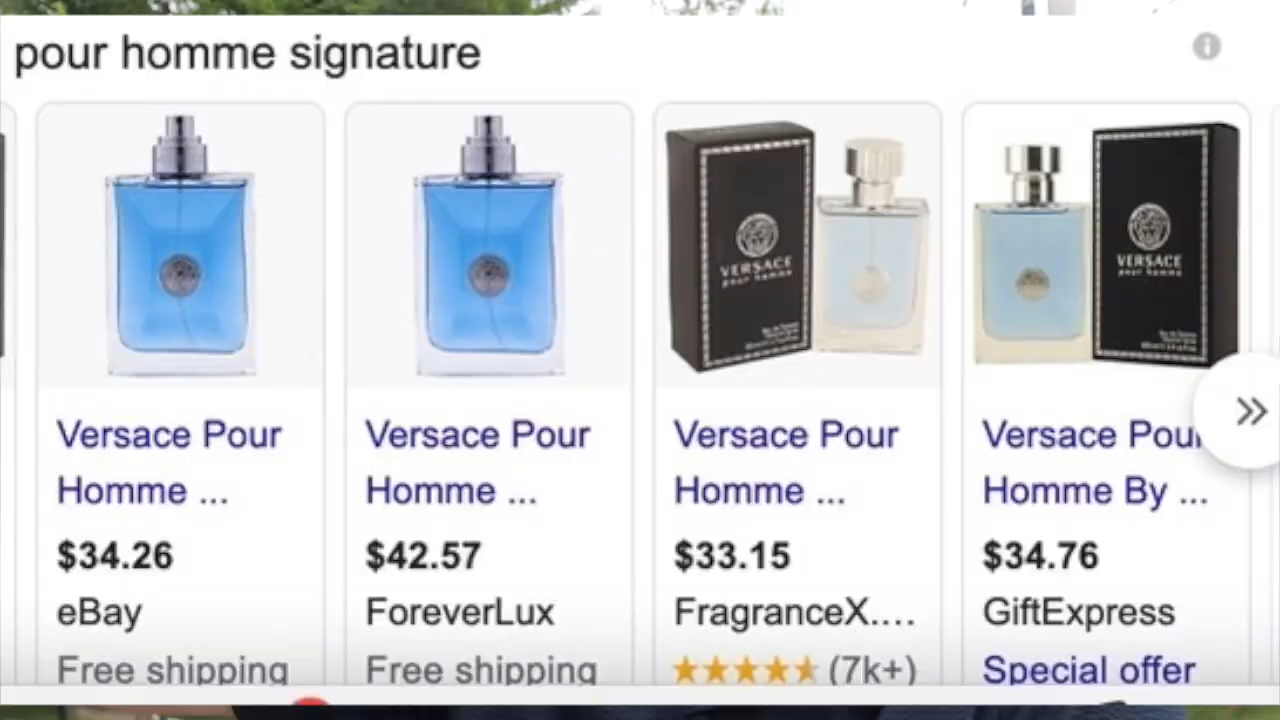 pour homme signature
VERSACE
pour homme
VERSACE
pour homme
Versace Pour
Homme ...
$34.26
eBay
Free shipping
Versace Pour
Homme ...
$42.57
ForeverLux
Free shipping
Versace Pour
Homme ...
$33.15
FragranceX....
(7k+)
Versace Pour
Homme By ...
$34.76
GiftExpress
Special offer